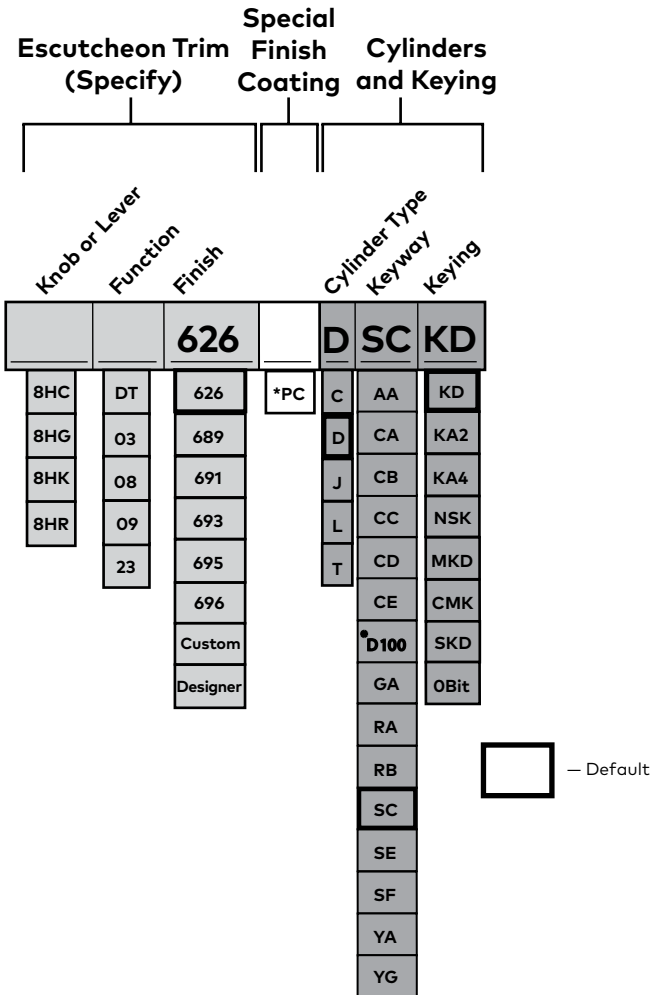 Escutcheon Trim
(Specify)
Special
Finish
Coating
Cylinders
and Keying
Knob or Lever
Function
Finish
Cylinder Type
Keyway
Keying
626 D SC KD
8HC DT 626 *PC C AA KD
8HG 03 689 D CA KA2
8HK 08 691 J CB KA4
8HR 09 693 L CC NSK
23 695 T CD MKD
696 CE CMK
Custom •D100 SKD
Designer GA 0Bit
RA
RB
SC
SE
SF
YA
YG
— Default